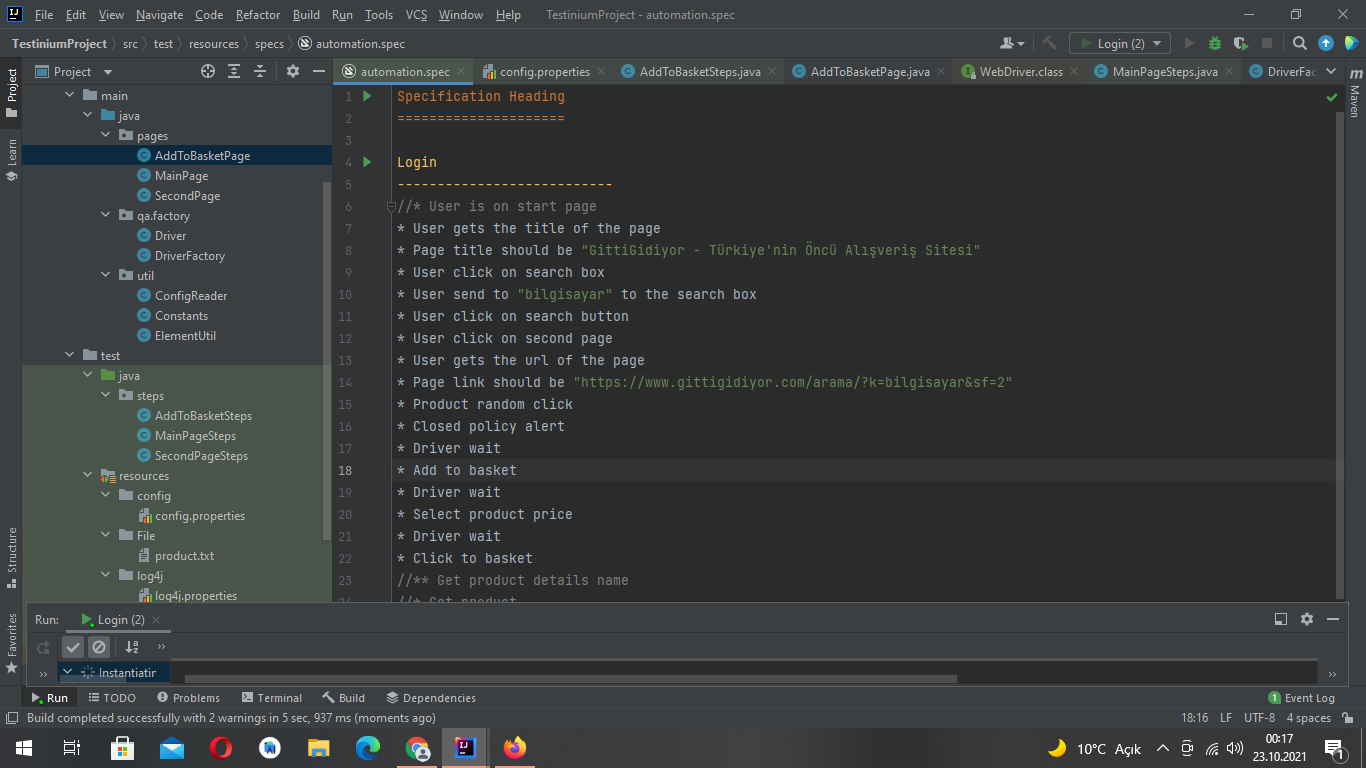 File Edit View Navigate Code Refactor Build Run Tools VCS Window Help TestiniumProject - automation.spec
TestiniumProject src test resources specs automation.spec Login (2)
Project
automation.spec config.properties AddToBasketSteps.java AddToBasketPage.java WebDriver.class MainPageSteps.java DriverFac
Project
Learn
Structure
Favorites
Maven
main
java
pages
AddToBasketPage
MainPage
SecondPage
qa.factory
Driver
DriverFactory
util
ConfigReader
Constants
ElementUtil
test
java
steps
AddToBasketSteps
MainPageSteps
SecondPageSteps
resources
config
config.properties
File
product.txt
log4j
log4j.properties
1 Specification Heading
2 =====================
3
4 Login
5 ---------------------------
6 //* User is on start page
7 * User gets the title of the page
8 * Page title should be "GittiGidiyor - Türkiye'nin Öncü Alışveriş Sitesi"
9 * User click on search box
10 * User send to "bilgisayar" to the search box
11 * User click on search button
12 * User click on second page
13 * User gets the url of the page
14 * Page link should be "https://www.gittigidiyor.com/arama/?k=bilgisayar&sf=2"
15 * Product random click
16 * Closed policy alert
17 * Driver wait
18 * Add to basket
19 * Driver wait
20 * Select product price
21 * Driver wait
22 * Click to basket
23 //** Get product details name
24 //* Get product
Run: Login (2)
Instantiatir
Run TODO Problems Terminal Build Dependencies 1 Event Log
Build completed successfully with 2 warnings in 5 sec, 937 ms (moments ago) 18:16 LF UTF-8 4 spaces
10°C Açık 00:17
23.10.2021 1